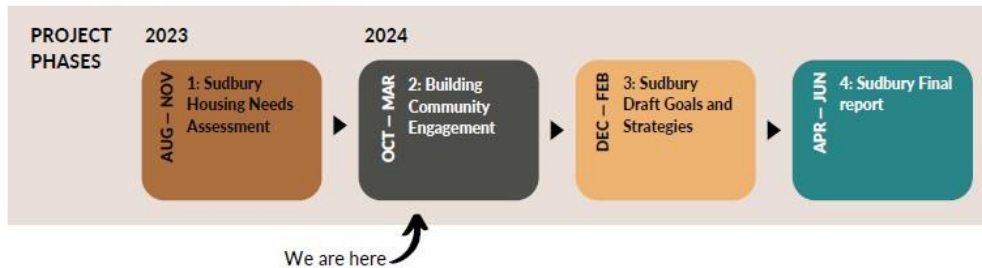 PROJECT
PHASES
2023
2024
AUG – NOV
1: Sudbury
Housing Needs
Assessment
OCT – MAR
2: Building
Community
Engagement
DEC – FEB
3: Sudbury
Draft Goals and
Strategies
APR – JUN
4: Sudbury Final
report
We are here